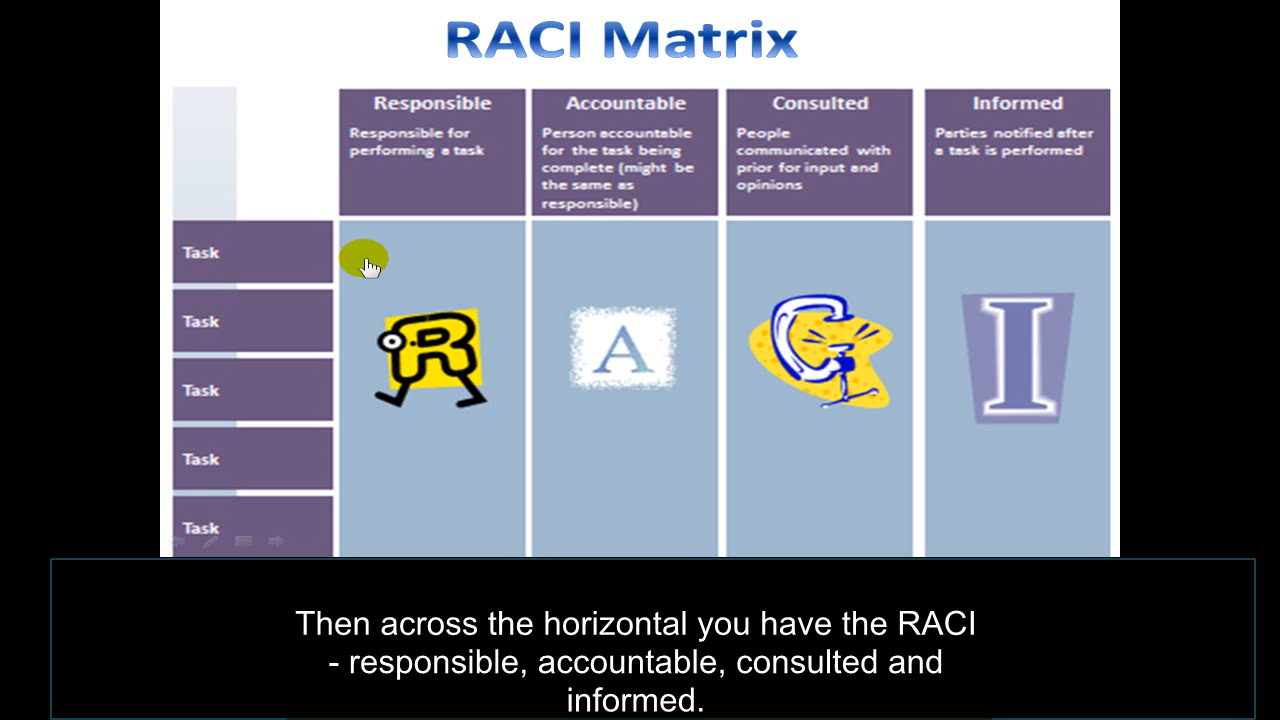 RACI Matrix
Responsible
Responsible for
performing a task
Accountable
Person accountable
for the task being
complete (might be
the same as
responsible)
Consulted
People
communicated with
prior for input and
opinions
Informed
Parties notified after
a task is performed
Task
Task
Task
Task
Task
R
A
C
I
Then across the horizontal you have the RACI
- responsible, accountable, consulted and
informed.